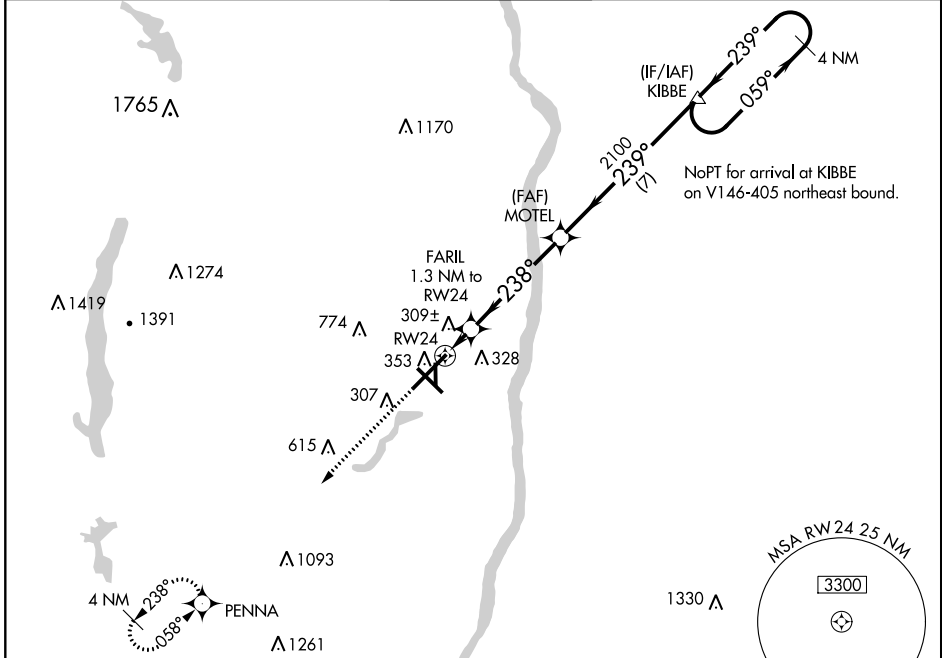 239°
4 NM
(IF/IAF)
KIBBE
059°
1765
1170
2100
239°
(7)
NoPT for arrival at KIBBE
on V146-405 northeast bound.
(FAF)
MOTEL
FARIL
1.3 NM to
RW24
238°
1274
1419
1391
774
309±
RW24
353
328
307
615
MSA RW24 25 NM
3300
1093
4 NM
238°
058°
PENNA
1330
1261